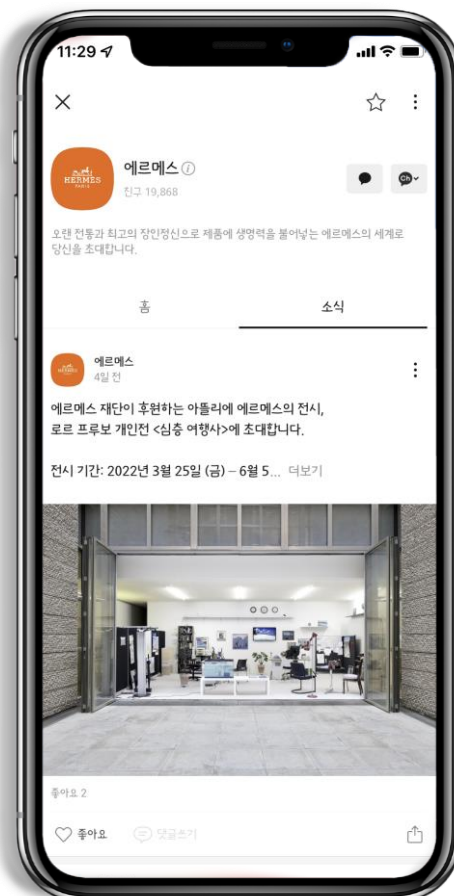 11:29
HERMÈS
PARIS
에르메스
친구 19,868
Ch
오랜 전통과 최고의 장인정신으로 제품에 생명력을 불어넣는 에르메스의 세계로
당신을 초대합니다.
홈
소식
에르메스
4일 전
에르메스 재단이 후원하는 아뜰리에 에르메스의 전시,
로르 프루보 개인전 <심층 여행사>에 초대합니다.
전시 기간: 2022년 3월 25일 (금) – 6월 5... 더보기
좋아요 2
좋아요
댓글쓰기